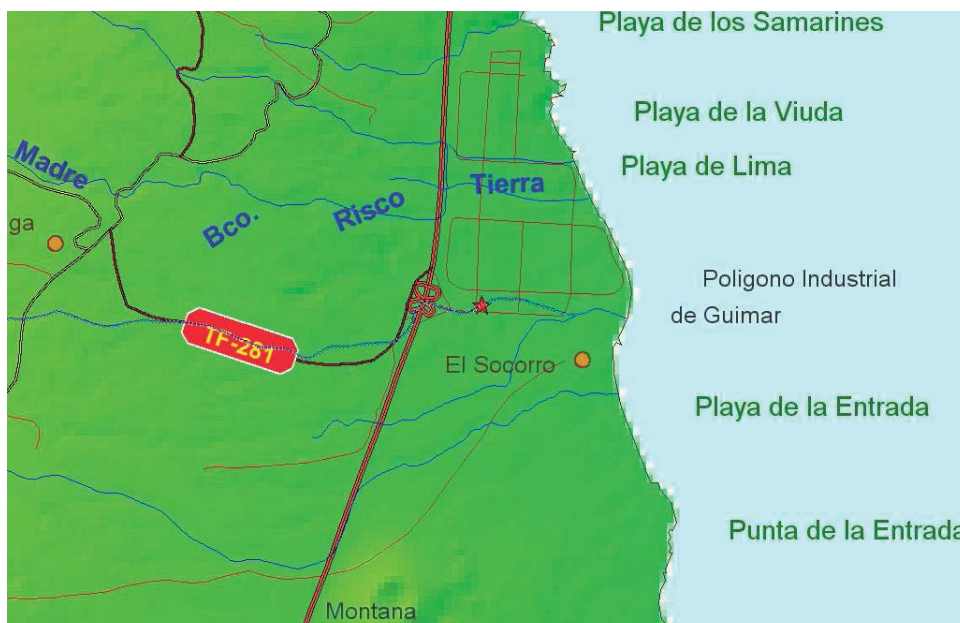 Playa de los Samarines
Playa de la Viuda
Madre
Playa de Lima
Tierra
Risco
Bco.
ga
Poligono Industrial
de Guimar
TF-281
El Socorro
Playa de la Entrada
Punta de la Entrada
Montana